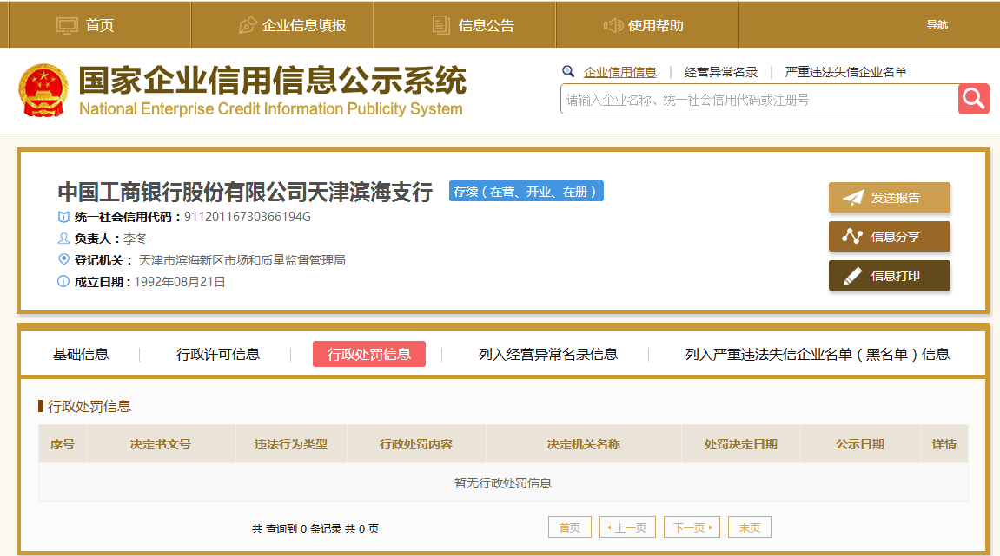 首页 企业信息填报 信息公告 使用帮助 导航
国家企业信用信息公示系统
National Enterprise Credit Information Publicity System
企业信用信息 | 经营异常名录 | 严重违法失信企业名单
请输入企业名称、统一社会信用代码或注册号
中国工商银行股份有限公司天津滨海支行 存续（在营、开业、在册）
统一社会信用代码：91120116730366194G
负责人：李冬
登记机关： 天津市滨海新区市场和质量监督管理局
成立日期：1992年08月21日
发送报告
信息分享
信息打印
基础信息 | 行政许可信息 | 行政处罚信息 | 列入经营异常名录信息 | 列入严重违法失信企业名单（黑名单）信息
行政处罚信息
序号 决定书文号 违法行为类型 行政处罚内容 决定机关名称 处罚决定日期 公示日期 详情
暂无行政处罚信息
共 查询到 0 条记录 共 0 页 首页 上一页 下一页 末页